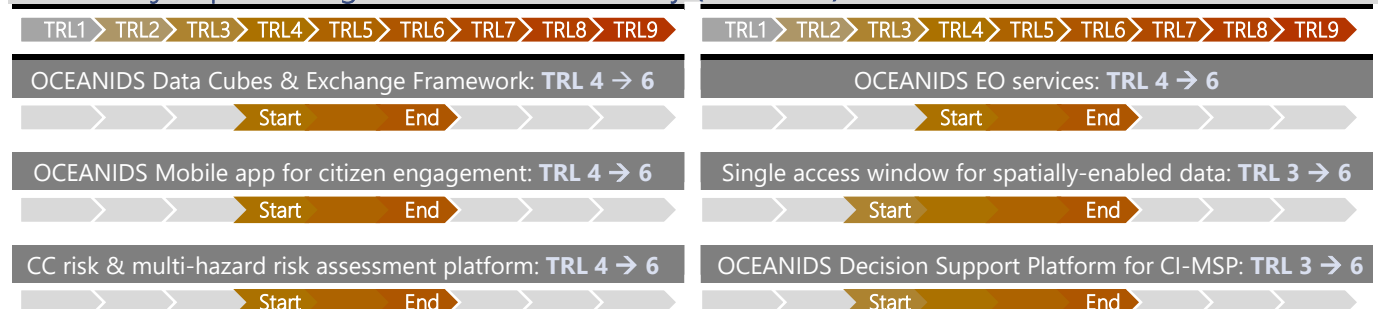 TRL1 TRL2 TRL3 TRL4 TRL5 TRL6 TRL7 TRL8 TRL9
TRL1 TRL2 TRL3 TRL4 TRL5 TRL6 TRL7 TRL8 TRL9
OCEANIDS Data Cubes & Exchange Framework: TRL 4 → 6
Start End
OCEANIDS EO services: TRL 4 → 6
Start End
OCEANIDS Mobile app for citizen engagement: TRL 4 → 6
Start End
Single access window for spatially-enabled data: TRL 3 → 6
Start End
CC risk & multi-hazard risk assessment platform: TRL 4 → 6
Start End
OCEANIDS Decision Support Platform for CI-MSP: TRL 3 → 6
Start End